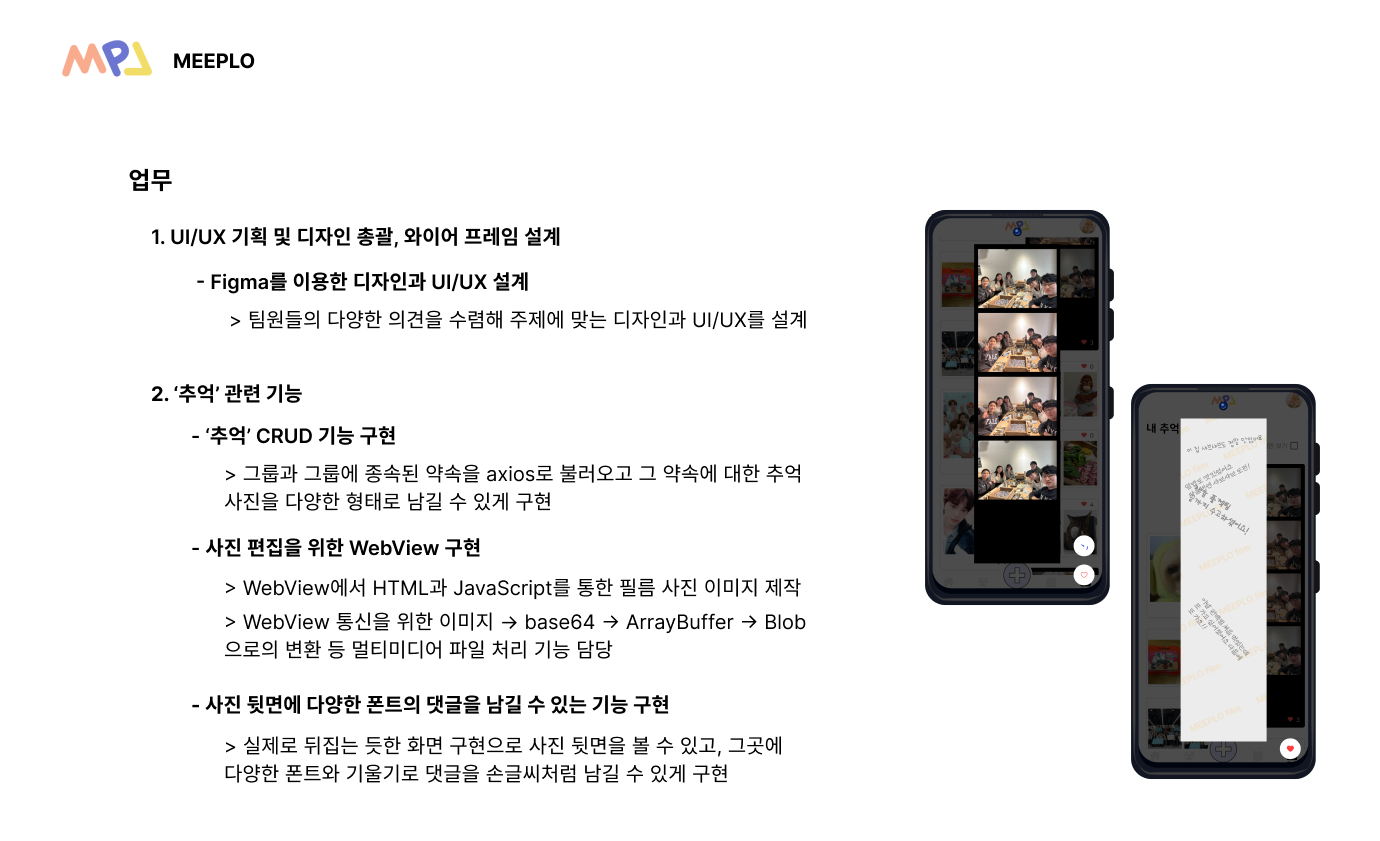 MPL MEEPLO
업무
1. UI/UX 기획 및 디자인 총괄, 와이어 프레임 설계
- Figma를 이용한 디자인과 UI/UX 설계
> 팀원들의 다양한 의견을 수렴해 주제에 맞는 디자인과 UI/UX를 설계
2. ‘추억’ 관련 기능
- ‘추억’ CRUD 기능 구현
> 그룹과 그룹에 종속된 약속을 axios로 불러오고 그 약속에 대한 추억
사진을 다양한 형태로 남길 수 있게 구현
- 사진 편집을 위한 WebView 구현
> WebView에서 HTML과 JavaScript를 통한 필름 사진 이미지 제작
> WebView 통신을 위한 이미지 → base64 → ArrayBuffer → Blob
으로의 변환 등 멀티미디어 파일 처리 기능 담당
- 사진 뒷면에 다양한 폰트의 댓글을 남길 수 있는 기능 구현
> 실제로 뒤집는 듯한 화면 구현으로 사진 뒷면을 볼 수 있고, 그곳에
다양한 폰트와 기울기로 댓글을 손글씨처럼 남길 수 있게 구현
내 추억
MEEPLO film